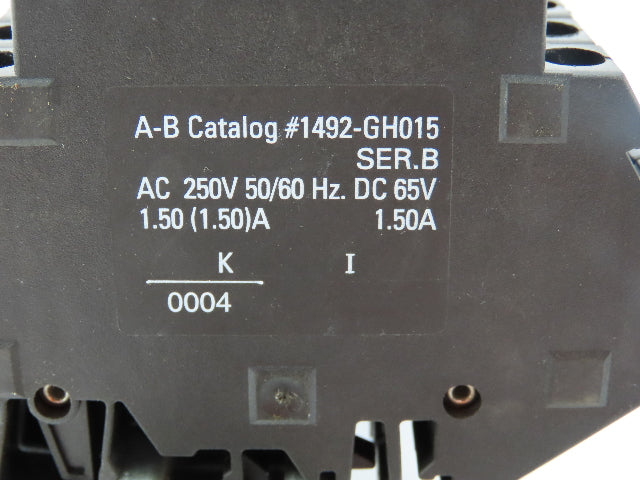 A-B Catalog #1492-GH015
SER.B
AC 250V 50/60 Hz. DC 65V
1.50 (1.50)A 1.50A
K I
0004